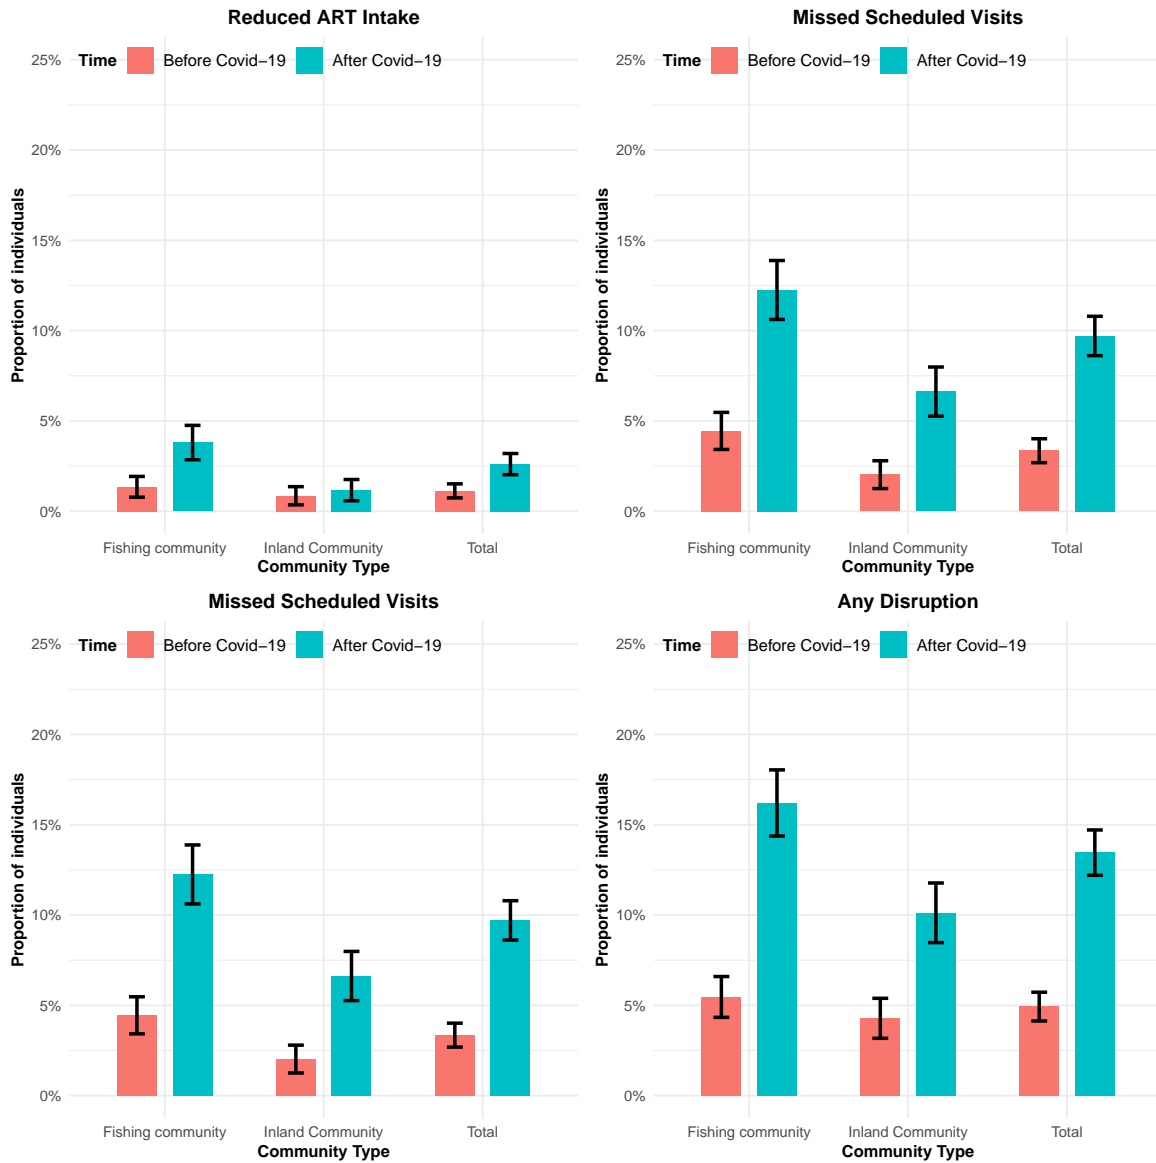 Reduced ART Intake
Time Before Covid−19 After Covid−19
25%
20%
15%
10%
5%
0%
Proportion of individuals
Fishing community Inland Community Total
Community Type
Missed Scheduled Visits
Time Before Covid−19 After Covid−19
25%
20%
15%
10%
5%
0%
Proportion of individuals
Fishing community Inland Community Total
Community Type
Missed Scheduled Visits
Time Before Covid−19 After Covid−19
25%
20%
15%
10%
5%
0%
Proportion of individuals
Fishing community Inland Community Total
Community Type
Any Disruption
Time Before Covid−19 After Covid−19
25%
20%
15%
10%
5%
0%
Proportion of individuals
Fishing community Inland Community Total
Community Type